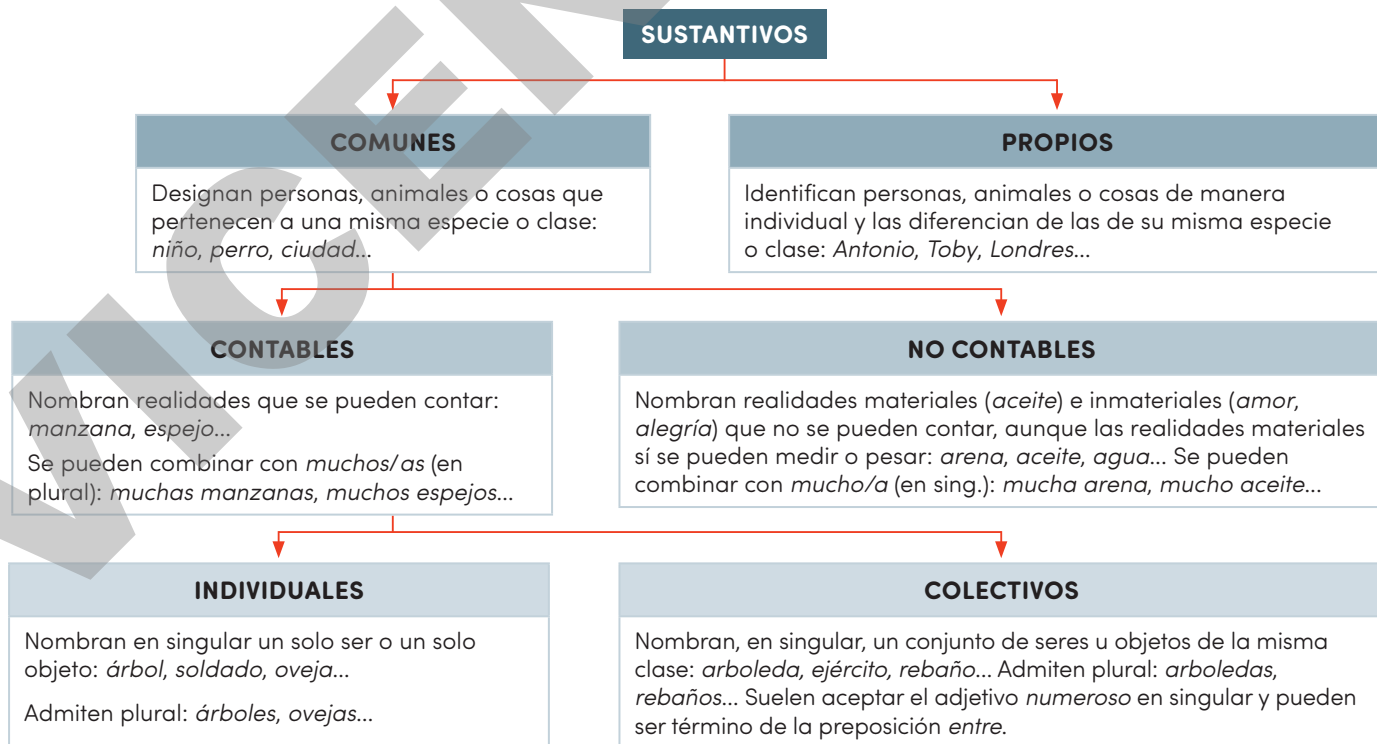 SUSTANTIVOS
COMUNES
Designan personas, animales o cosas que
pertenecen a una misma especie o clase:
niño, perro, ciudad...
PROPIOS
Identifican personas, animales o cosas de manera
individual y las diferencian de las de su misma especie
o clase: Antonio, Toby, Londres...
CONTABLES
Nombran realidades que se pueden contar:
manzana, espejo...
Se pueden combinar con muchos/as (en
plural): muchas manzanas, muchos espejos...
NO CONTABLES
Nombran realidades materiales (aceite) e inmateriales (amor,
alegría) que no se pueden contar, aunque las realidades materiales
sí se pueden medir o pesar: arena, aceite, agua... Se pueden
combinar con mucho/a (en sing.): mucha arena, mucho aceite...
INDIVIDUALES
Nombran en singular un solo ser o un solo
objeto: árbol, soldado, oveja...
Admiten plural: árboles, ovejas...
COLECTIVOS
Nombran, en singular, un conjunto de seres u objetos de la misma
clase: arboleda, ejército, rebaño... Admiten plural: arboledas,
rebaños... Suelen aceptar el adjetivo numeroso en singular y pueden
ser término de la preposición entre.
VICEN